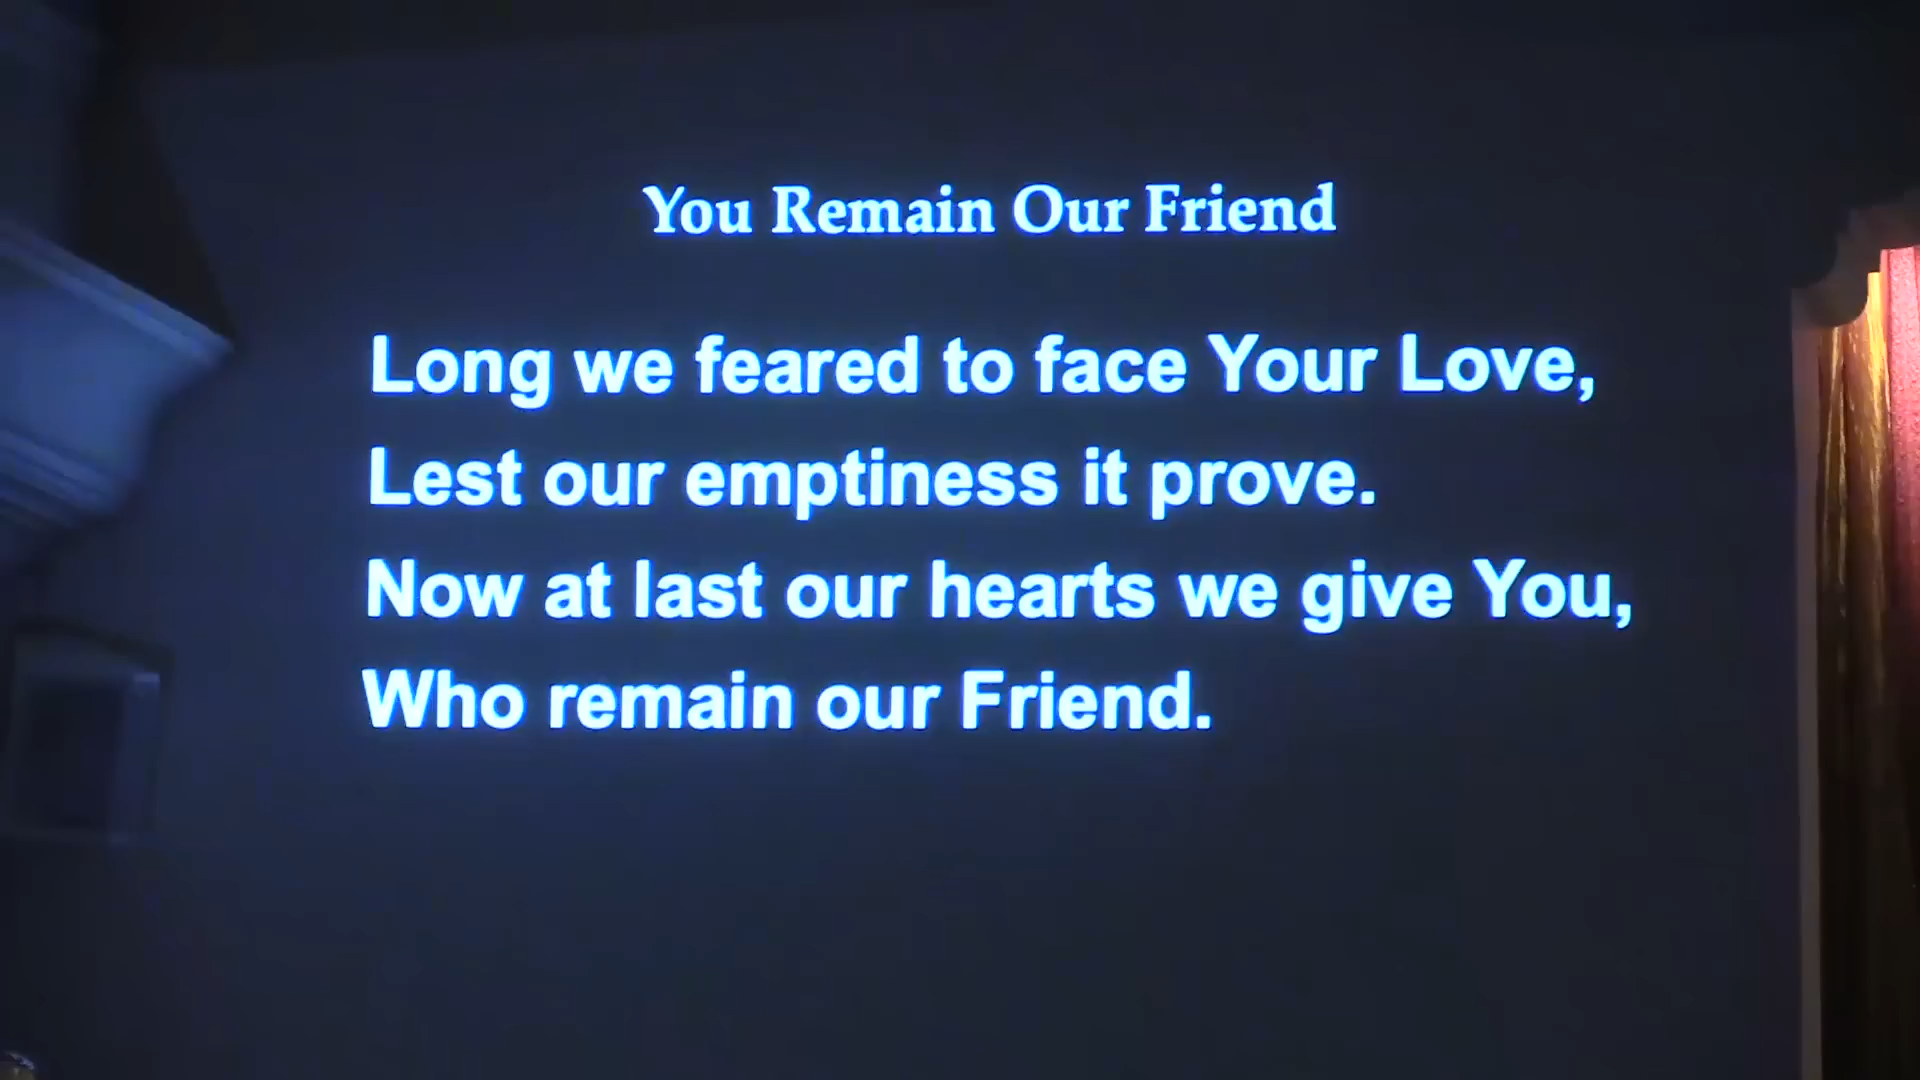 You Remain Our Friend
Long we feared to face Your Love,
Lest our emptiness it prove.
Now at last our hearts we give You,
Who remain our Friend.